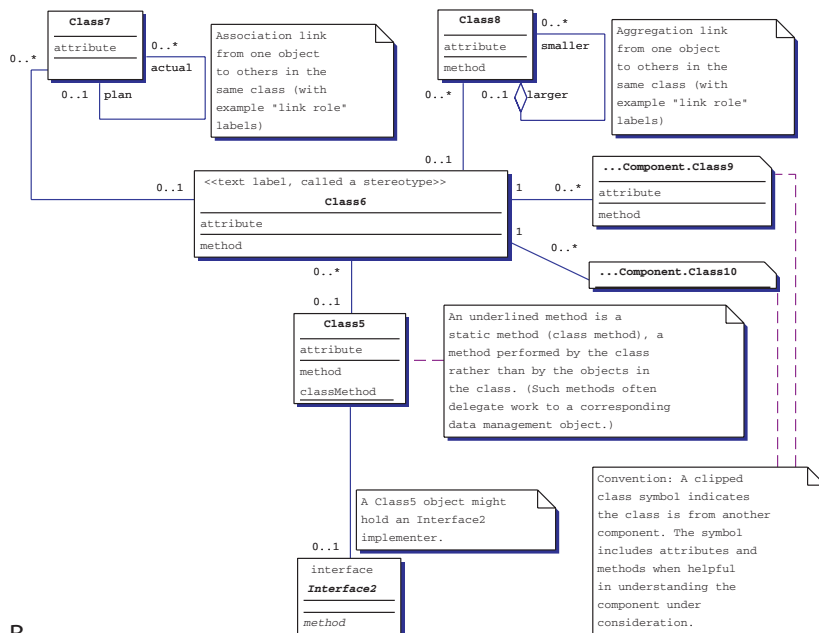 Class7
attribute
0..*
0..*
actual
0..1
plan
Association link
from one object
to others in the
same class (with
example "link role"
labels)
Class8
attribute
method
0..*
smaller
0..*
0..1
larger
Aggregation link
from one object
to others in the
same class (with
example "link role"
labels)
0..1
0..1
<<text label, called a stereotype>>
Class6
attribute
method
1
0..*
1
0..*
...Component.Class9
attribute
method
...Component.Class10
0..*
0..1
Class5
attribute
method
classMethod
An underlined method is a
static method (class method), a
method performed by the class
rather than by the objects in
the class. (Such methods often
delegate work to a corresponding
data management object.)
A Class5 object might
hold an Interface2
implementer.
0..1
interface
Interface2
method
Convention: A clipped
class symbol indicates
the class is from another
component. The symbol
includes attributes and
methods when helpful
in understanding the
component under
consideration.